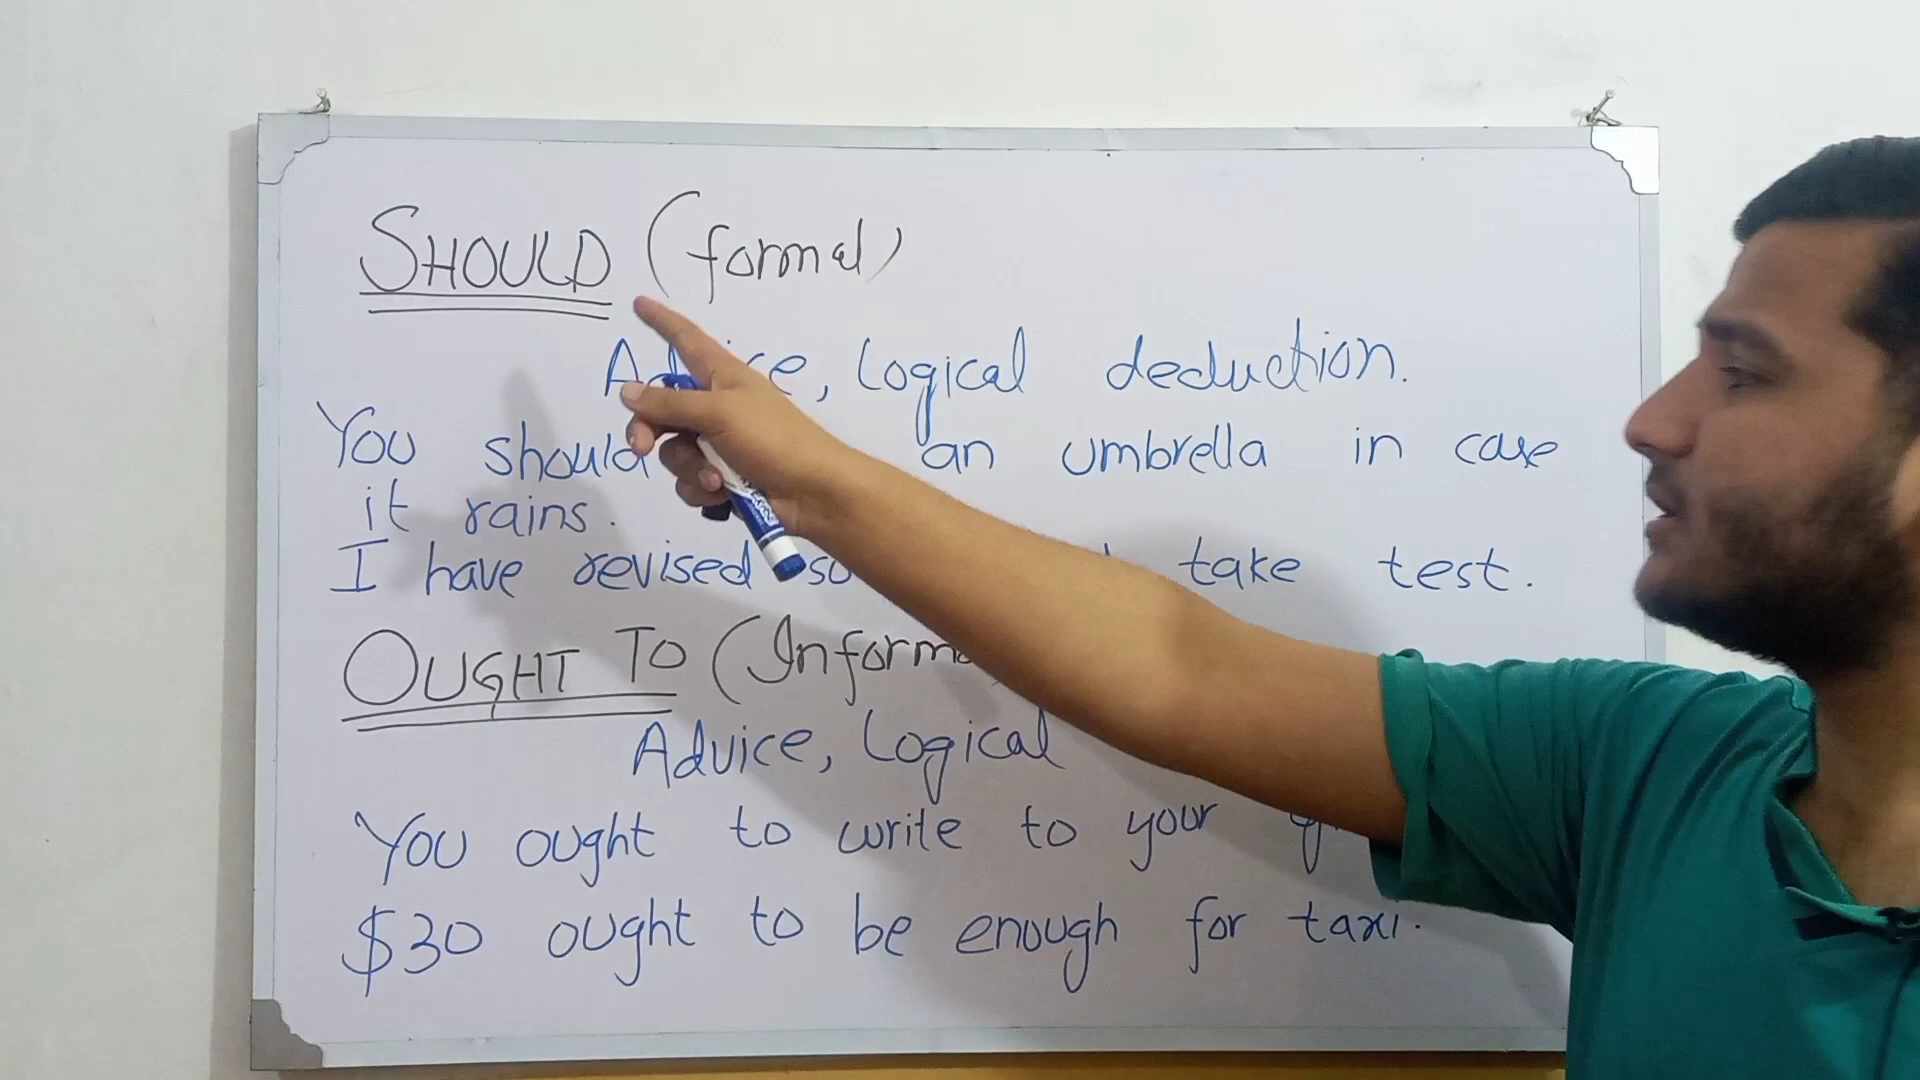 SHOULD (formal)
Advice, Logical deduction.
You should an umbrella in case
it rains.
I have revised so take test.
OUGHT TO (Informal
Advice, Logical
You ought to write to your
$30 ought to be enough for taxi.